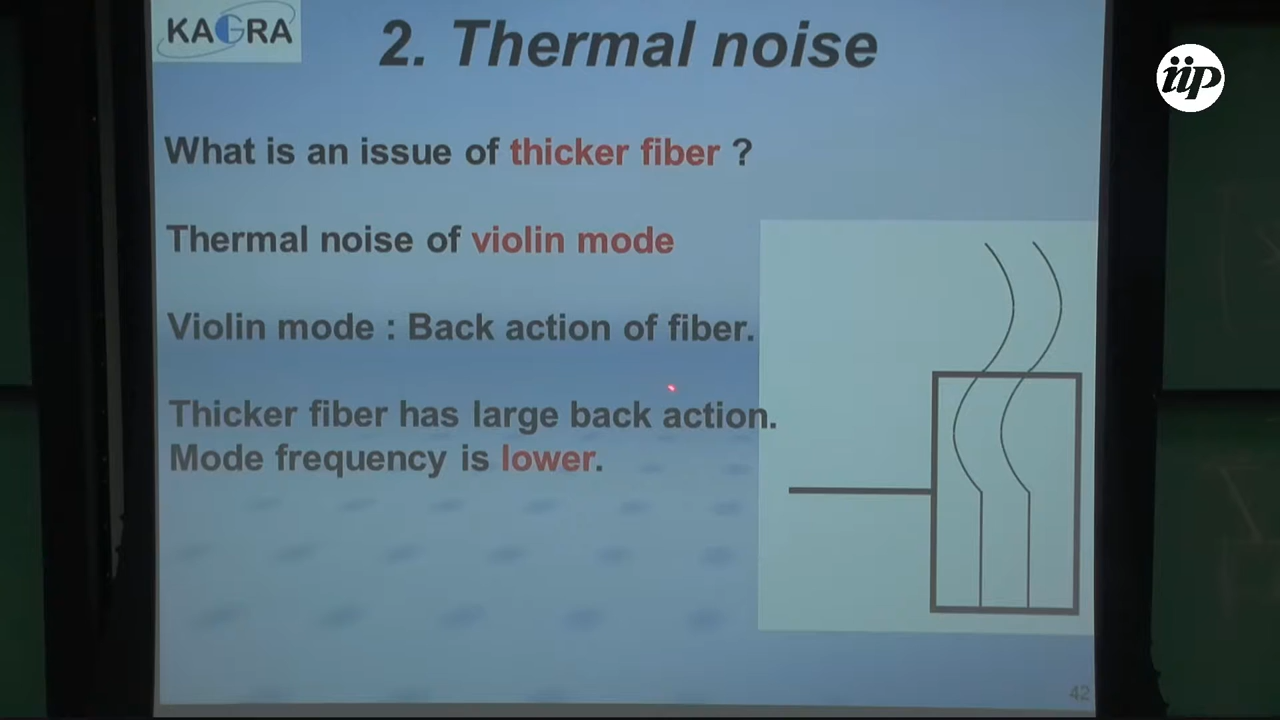 KAGRA
2. Thermal noise
iip
What is an issue of thicker fiber ?
Thermal noise of violin mode
Violin mode : Back action of fiber.
Thicker fiber has large back action.
Mode frequency is lower.
42